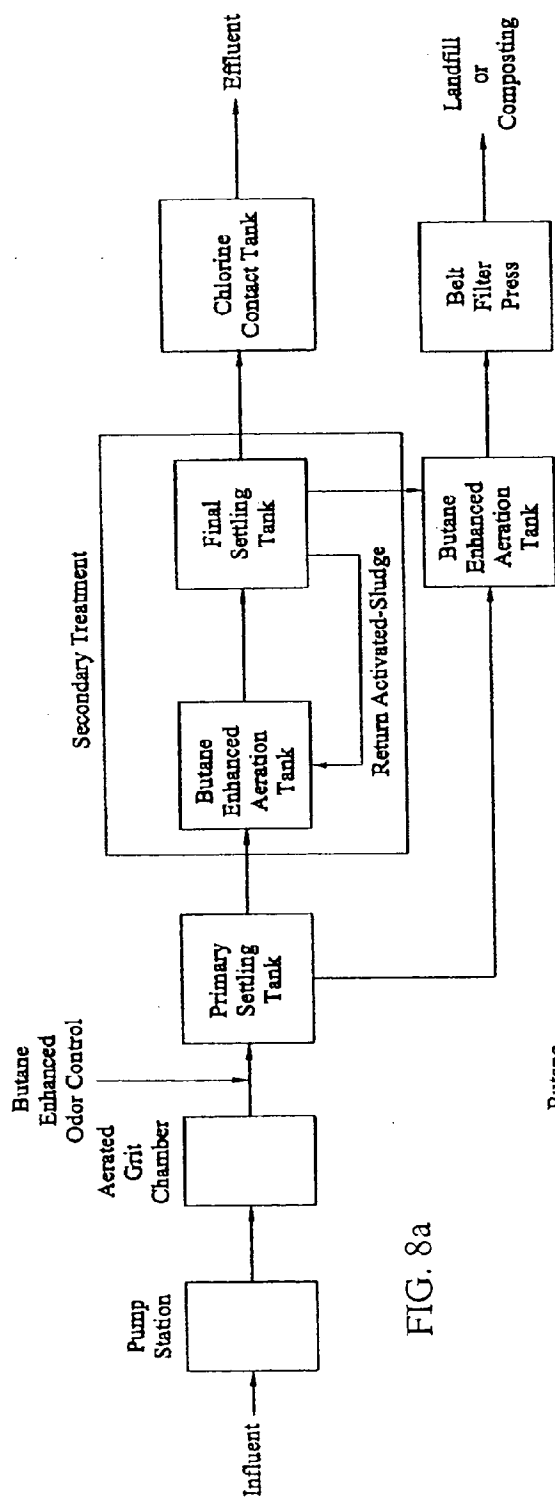 Influent
Pump
Station
Aerated
Grit
Chamber
Butane
Enhanced
Odor Control
Primary
Settling
Tank
Secondary Treatment
Butane
Enhanced
Aeration
Tank
Final
Settling
Tank
Return Activated-Sludge
Chlorine
Contact Tank
Effluent
Butane
Enhanced
Aeration
Tank
Belt
Filter
Press
Landfill
or
Composting
FIG. 8a
Butane